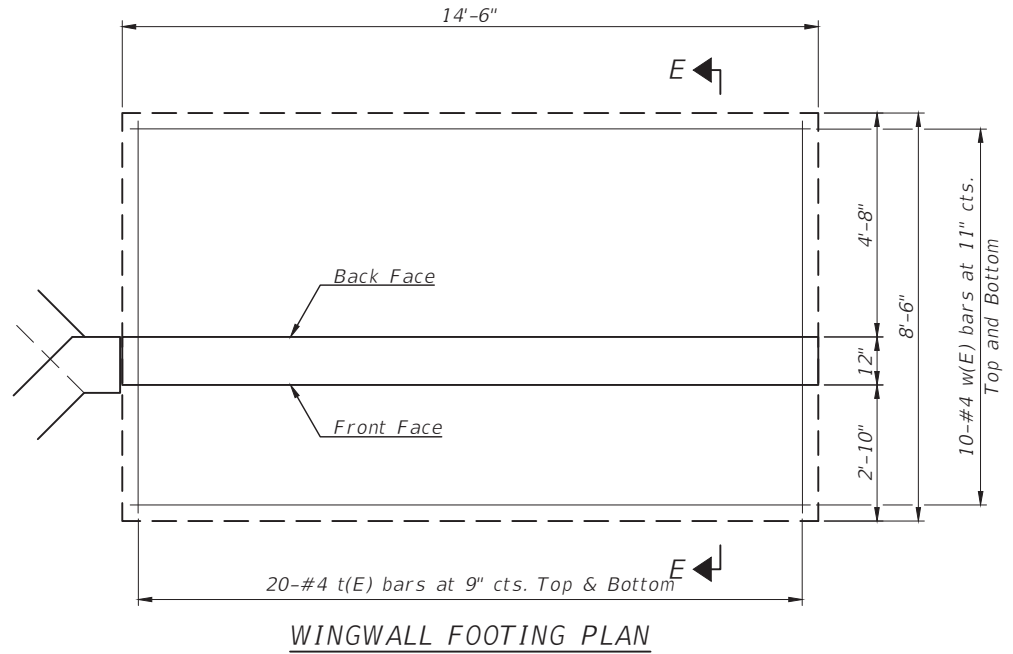 14'-6"
E
4'-8"
8'-6"
10-#4 w(E) bars at 11" cts.
Top and Bottom
Back Face
12"
Front Face
2'-10"
20-#4 t(E) bars at 9" cts. Top & Bottom
E
WINGWALL FOOTING PLAN